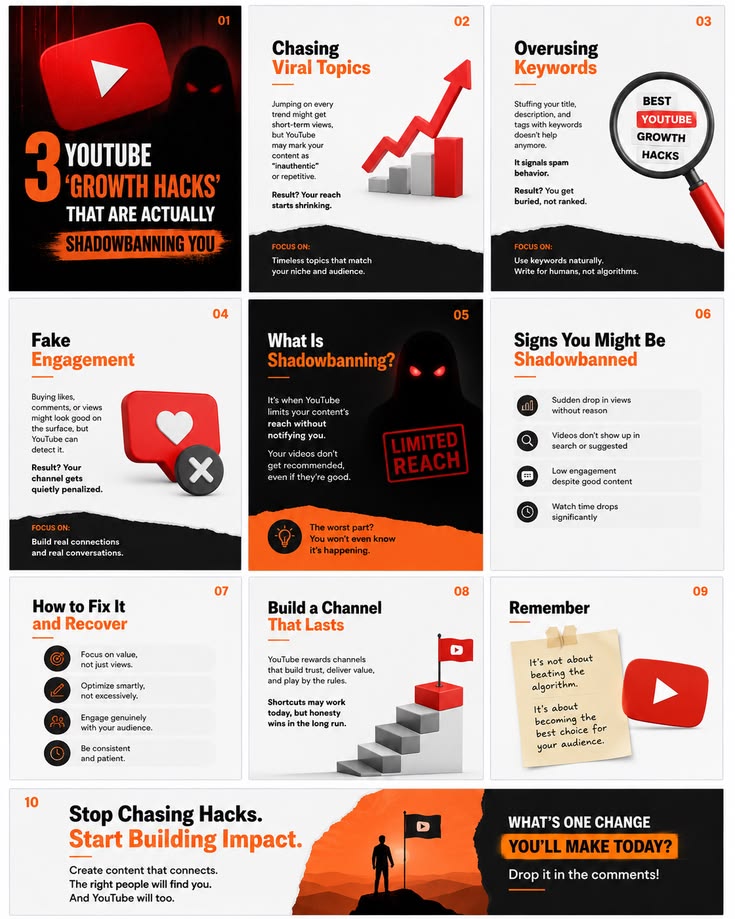 01
3 YOUTUBE
'GROWTH HACKS'
THAT ARE ACTUALLY
SHADOWBANNING YOU
02
Chasing
Viral Topics
Jumping on every
trend might get
short-term views,
but YouTube
may mark your
content as
"inauthentic"
or repetitive.
Result? Your reach
starts shrinking.
FOCUS ON:
Timeless topics that match
your niche and audience.
03
Overusing
Keywords
Stuffing your title,
description, and
tags with keywords
doesn't help
anymore.
It signals spam
behavior.
Result? You get
buried, not ranked.
BEST
YOUTUBE
GROWTH
HACKS
FOCUS ON:
Use keywords naturally.
Write for humans, not algorithms.
04
Fake
Engagement
Buying likes,
comments, or views
might look good on
the surface, but
YouTube can
detect it.
Result? Your
channel gets
quietly penalized.
FOCUS ON:
Build real connections
and real conversations.
05
What Is
Shadowbanning?
It's when YouTube
limits your content's
reach without
notifying you.
Your videos don't
get recommended,
even if they're good.
LIMITED
REACH
The worst part?
You won't even know
it's happening.
06
Signs You Might Be
Shadowbanned
Sudden drop in views
without reason
Videos don't show up in
search or suggested
Low engagement
despite good content
Watch time drops
significantly
07
How to Fix It
and Recover
Focus on value,
not just views.
Optimize smartly,
not excessively.
Engage genuinely
with your audience.
Be consistent
and patient.
08
Build a Channel
That Lasts
YouTube rewards channels
that build trust, deliver value,
and play by the rules.
Shortcuts may work
today, but honesty
wins in the long run.
09
Remember
It's not about
beating the
algorithm.
It's about
becoming the
best choice for
your audience.
10
Stop Chasing Hacks.
Start Building Impact.
Create content that connects.
The right people will find you.
And YouTube will too.
WHAT'S ONE CHANGE
YOU'LL MAKE TODAY?
Drop it in the comments!